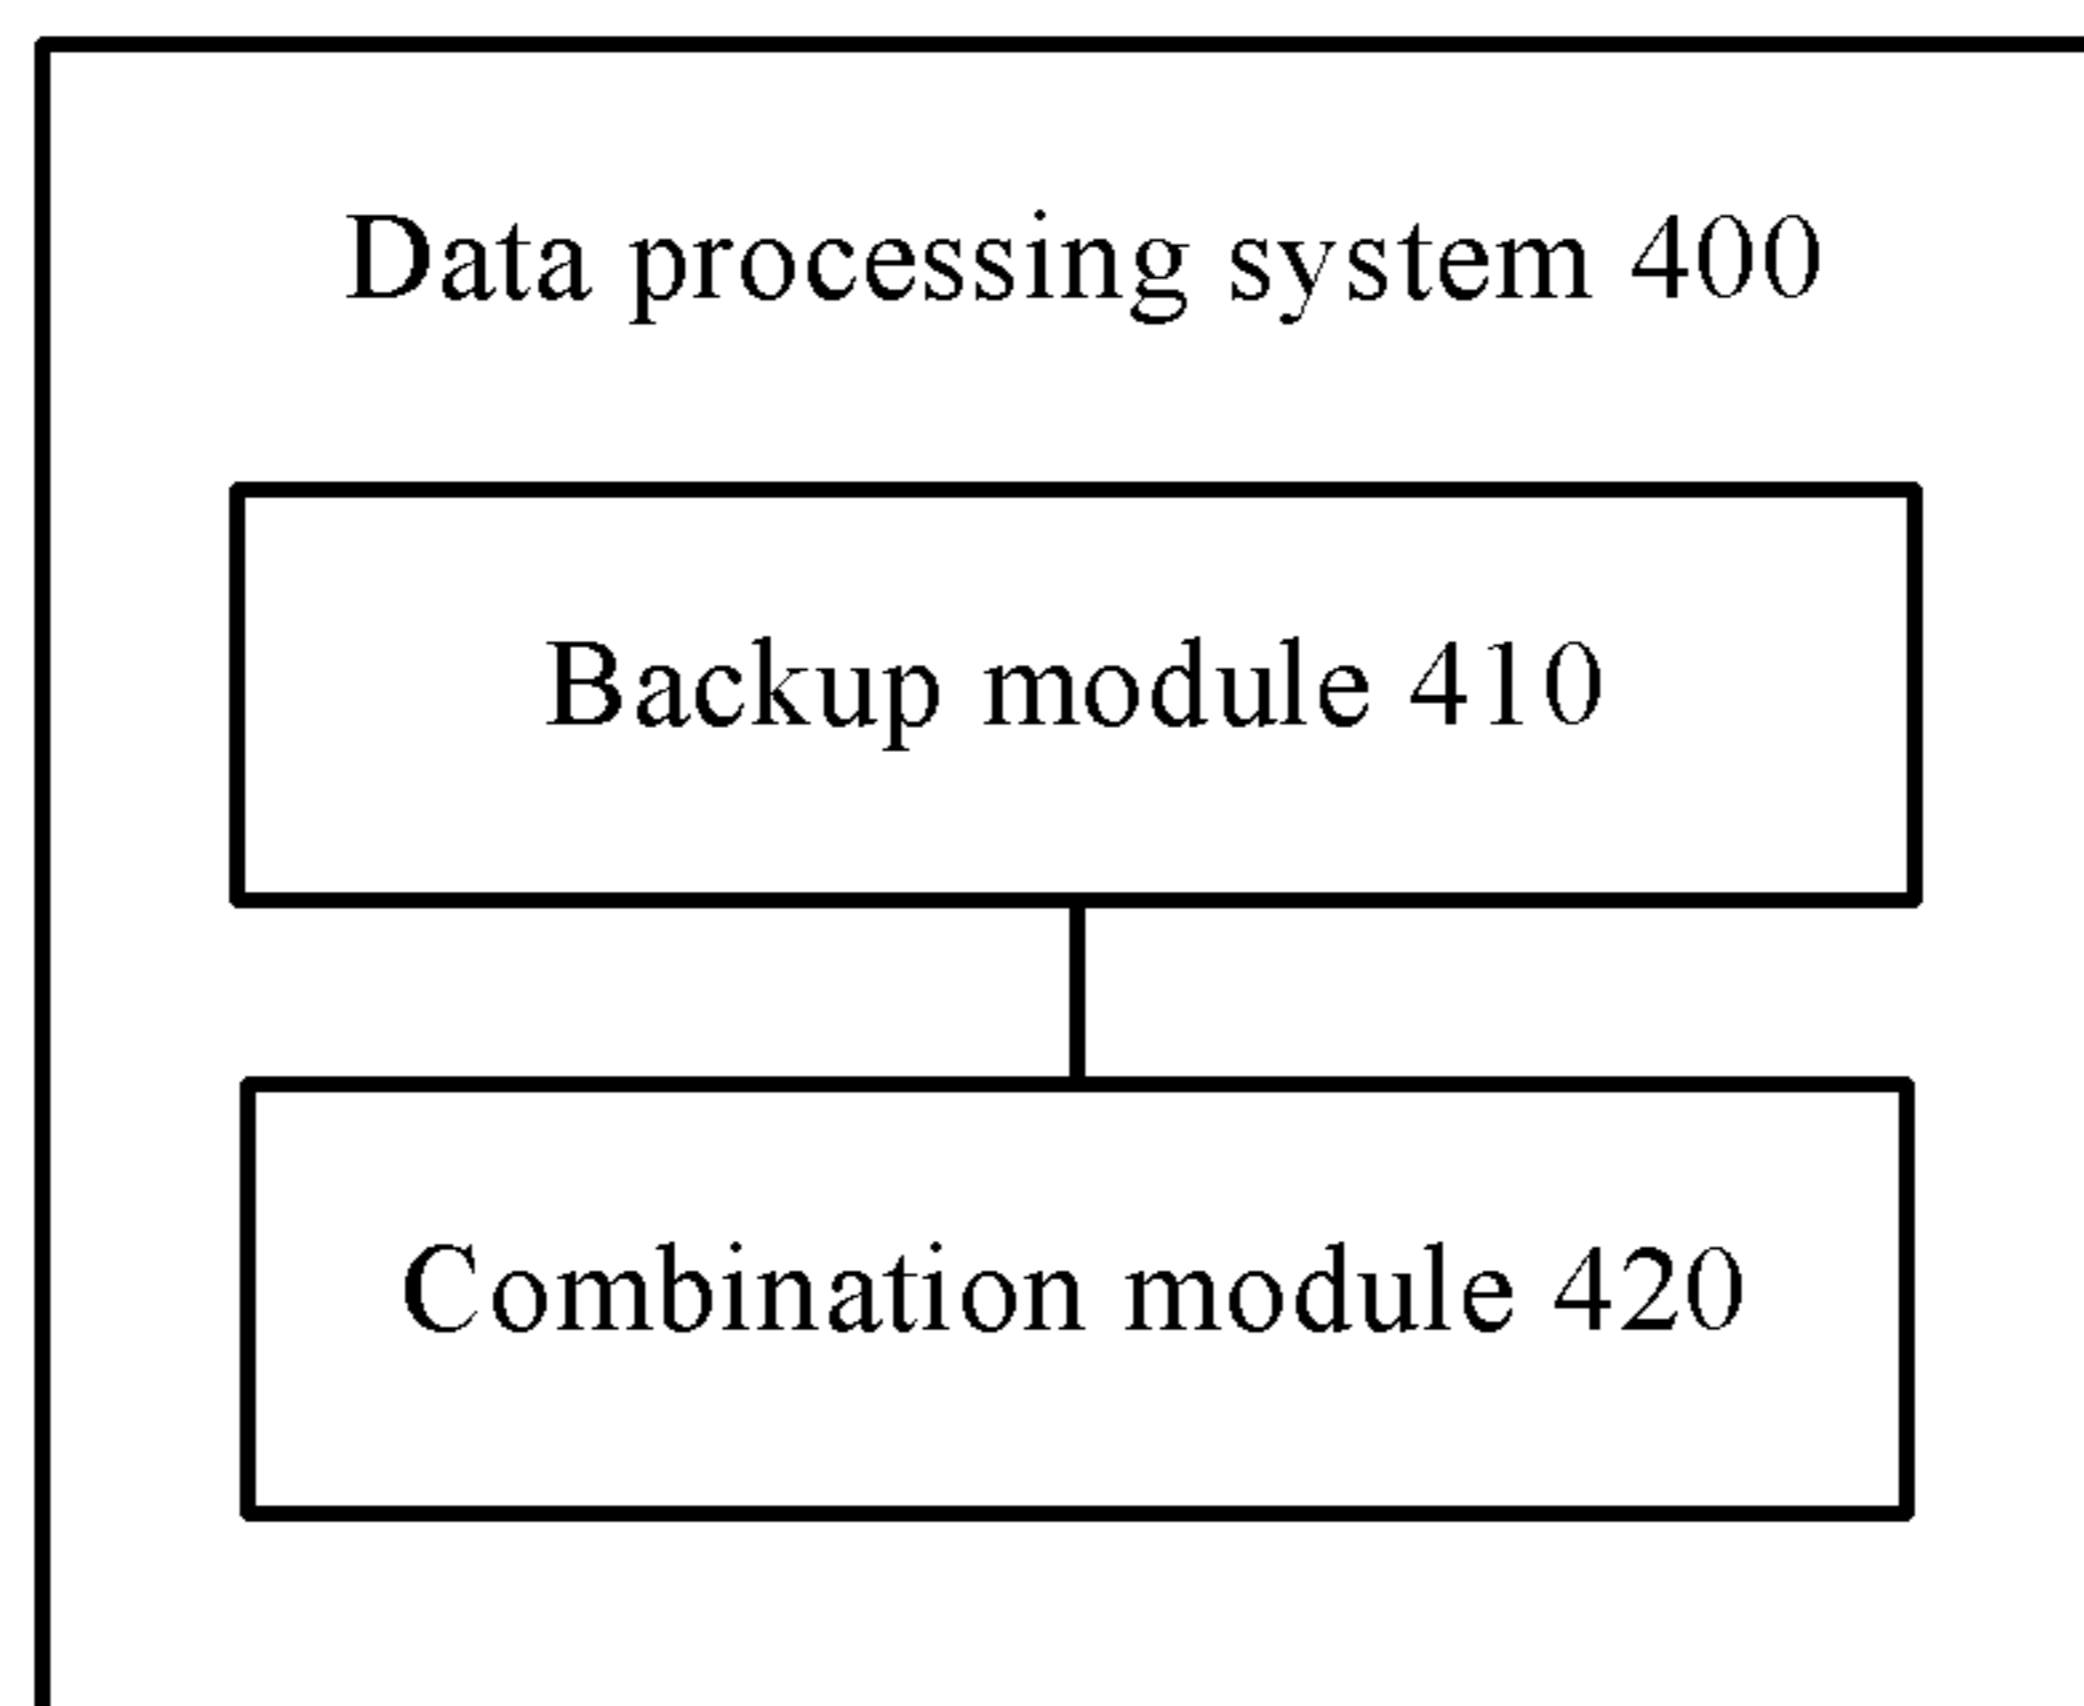 Data processing system 400
Backup module 410
Combination module 420